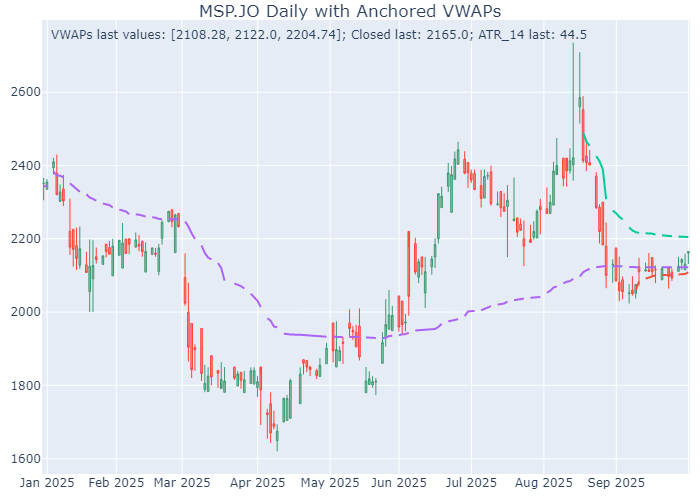 MSP.JO Daily with Anchored VWAPs
VWAPs last values: [2108.28, 2122.0, 2204.74]; Closed last: 2165.0; ATR_14 last: 44.5
2600
2400
2200
2000
1800
1600
Jan 2025 Feb 2025 Mar 2025 Apr 2025 May 2025 Jun 2025 Jul 2025 Aug 2025 Sep 2025